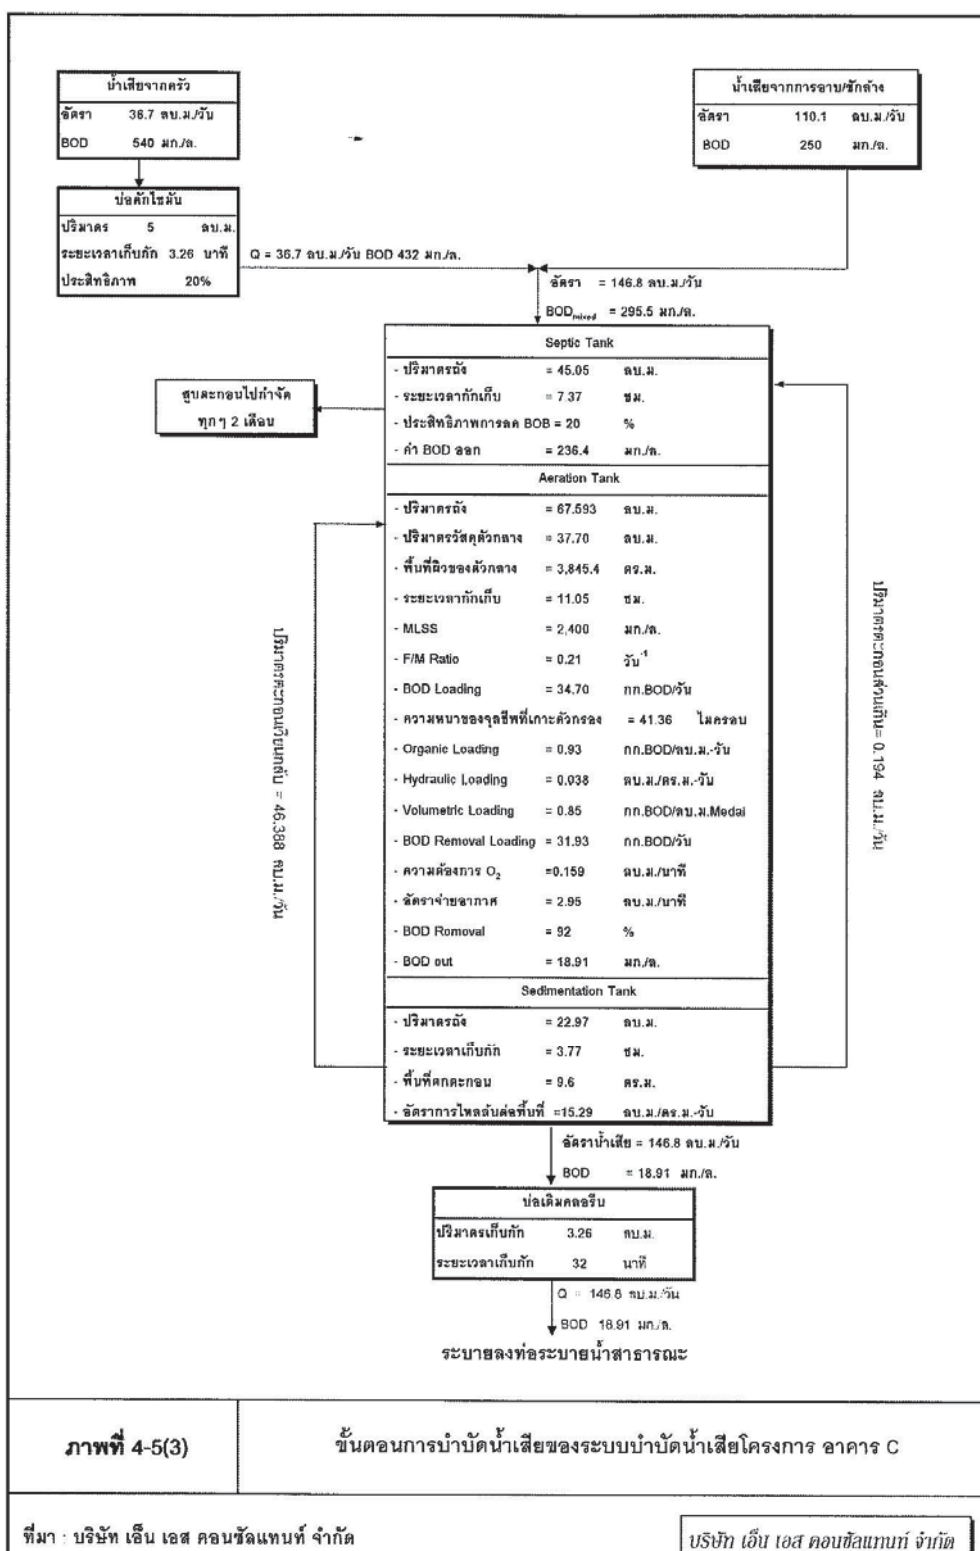 น้ำเสียจากครัว
อัตรา 36.7 ลบ.ม./วัน
BOD 540 มก./ล.
น้ำเสียจากการอาบ/ซักล้าง
อัตรา 110.1 ลบ.ม./วัน
BOD 250 มก./ล.
บ่อดักไขมัน
ปริมาตร 5 ลบ.ม.
ระยะเวลาเก็บกัก 3.26 นาที
ประสิทธิภาพ 20%
Q = 36.7 ลบ.ม./วัน BOD 432 มก./ล.
อัตรา = 146.8 ลบ.ม./วัน
BODmixed = 295.5 มก./ล.
Septic Tank
- ปริมาตรถัง = 45.05 ลบ.ม.
- ระยะเวลากักเก็บ = 7.37 ชม.
- ประสิทธิภาพการลด BOB = 20 %
- ค่า BOD ออก = 236.4 มก./ล.
สูบตะกอนไปกำจัด
ทุกๆ 2 เดือน
Aeration Tank
- ปริมาตรถัง = 67.593 ลบ.ม.
- ปริมาตรวัสดุตัวกลาง = 37.70 ลบ.ม.
- พื้นที่ผิวของตัวกลาง = 3,845.4 ตร.ม.
- ระยะเวลากักเก็บ = 11.05 ชม.
- MLSS = 2,400 มก./ล.
- F/M Ratio = 0.21 วัน-1
- BOD Loading = 34.70 กก.BOD/วัน
- ความหนาของจุลชีพที่เกาะตัวกรอง = 41.36 ไมครอน
- Organic Loading = 0.93 กก.BOD/ลบ.ม.-วัน
- Hydraulic Loading = 0.038 ลบ.ม./ตร.ม.-วัน
- Volumetric Loading = 0.85 กก.BOD/ลบ.ม.Medai
- BOD Removal Loading = 31.93 กก.BOD/วัน
- ความต้องการ O2 =0.159 ลบ.ม./นาที
- อัตราจ่ายอากาศ = 2.95 ลบ.ม./นาที
- BOD Romoval = 92 %
- BOD out = 18.91 มก./ล.
ปริมาตรตะกอนเวียนกลับ = 46.388 ลบ.ม./วัน
ปริมาตรตะกอนส่วนเกิน= 0.194 ลบ.ม./วัน
Sedimentation Tank
- ปริมาตรถัง = 22.97 ลบ.ม.
- ระยะเวลาเก็บกัก = 3.77 ชม.
- พื้นที่ตกตะกอน = 9.6 ตร.ม.
- อัตราการไหลล้นต่อพื้นที่ =15.29 ลบ.ม./ตร.ม.-วัน
อัตราน้ำเสีย = 146.8 ลบ.ม./วัน
BOD = 18.91 มก./ล.
บ่อเติมคลอรีน
ปริมาตรเก็บกัก 3.26 ลบ.ม.
ระยะเวลาเก็บกัก 32 นาที
Q = 146.8 ลบ.ม./วัน
BOD 18.91 มก./ล.
ระบายลงท่อระบายน้ำสาธารณะ
ภาพที่ 4-5(3)
ขั้นตอนการบำบัดน้ำเสียของระบบบำบัดน้ำเสียโครงการ อาคาร C
ที่มา : บริษัท เอ็น เอส คอนซัลแทนท์ จำกัด
บริษัท เอ็น เอส คอนซัลแทนท์ จำกัด